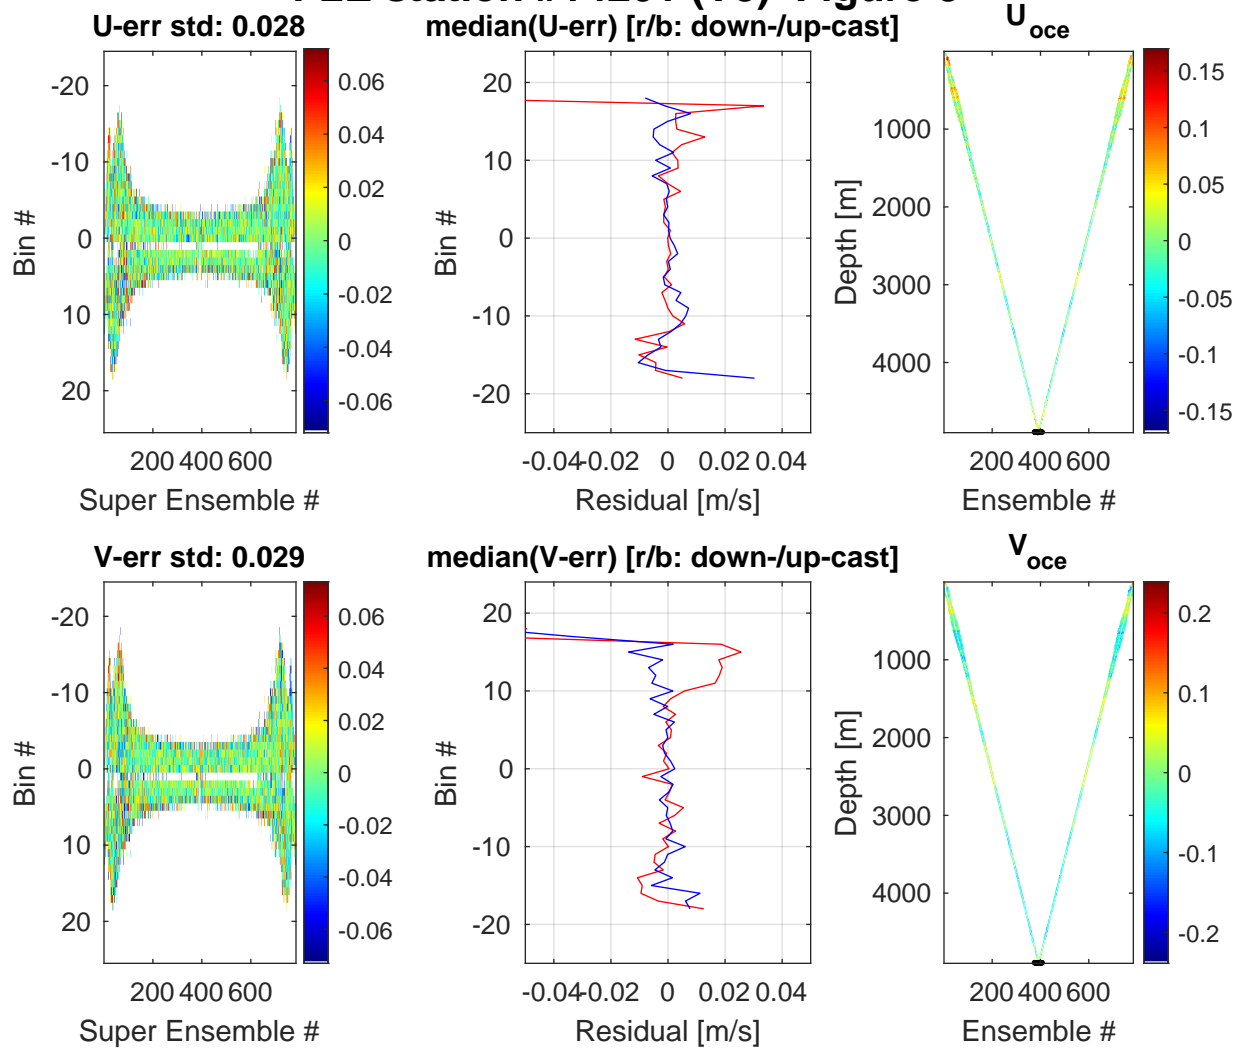 U-err std: 0.028
median(U-err) [r/b: down-/up-cast]
U_oce
-20
-10
0
10
20
Bin #
200 400 600
Super Ensemble #
0.06
0.04
0.02
0
-0.02
-0.04
-0.06
20
10
0
-10
-20
Bin #
-0.04 -0.02 0 0.02 0.04
Residual [m/s]
1000
2000
3000
4000
Depth [m]
200 400 600
Ensemble #
0.15
0.1
0.05
0
-0.05
-0.1
-0.15
V-err std: 0.029
median(V-err) [r/b: down-/up-cast]
V_oce
-20
-10
0
10
20
Bin #
200 400 600
Super Ensemble #
0.06
0.04
0.02
0
-0.02
-0.04
-0.06
20
10
0
-10
-20
Bin #
-0.04 -0.02 0 0.02 0.04
Residual [m/s]
1000
2000
3000
4000
Depth [m]
200 400 600
Ensemble #
0.2
0.1
0
-0.1
-0.2